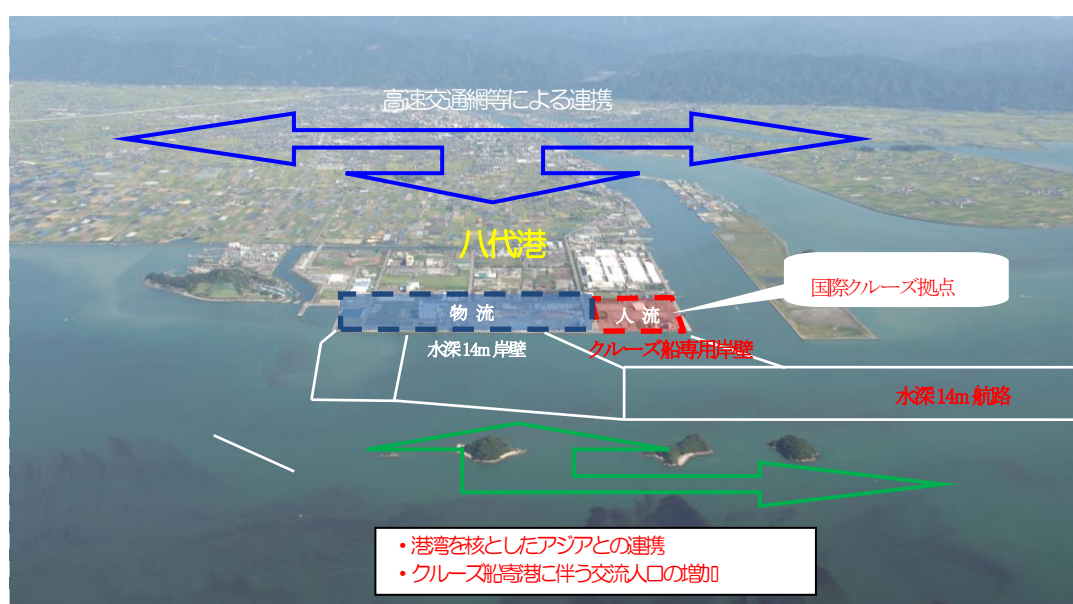 高速交通網等による連携
八代港
国際クルーズ拠点
物 流
人 流
水深14m岸壁
クルーズ船専用岸壁
水深14m航路
・港湾を核としたアジアとの連携
・クルーズ船寄港に伴う交流人口の増加